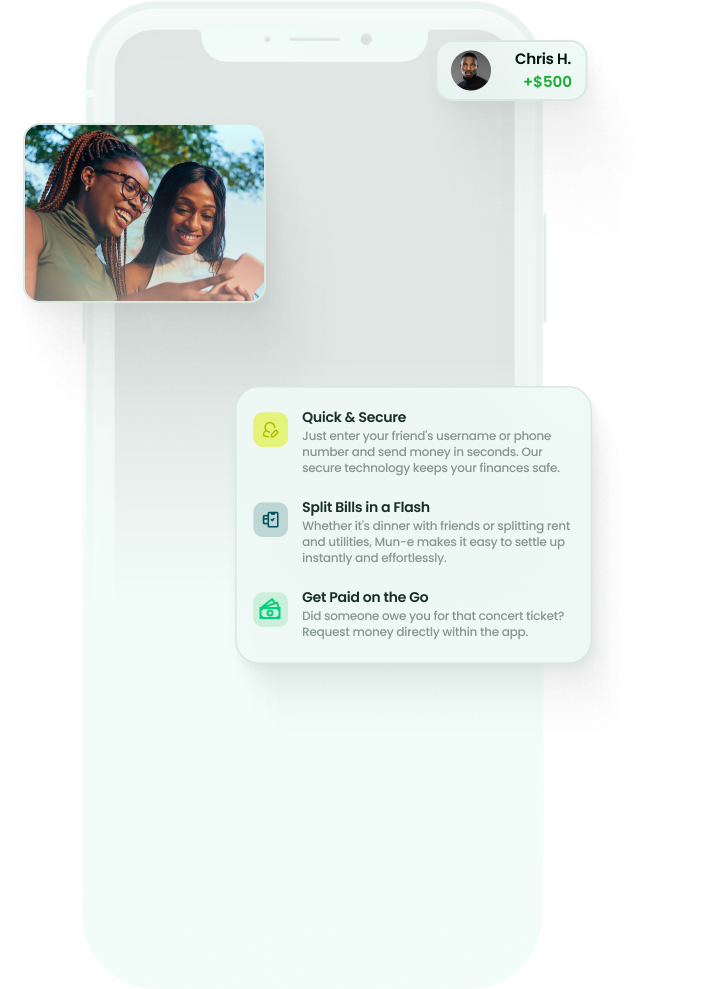 Chris H.
+$500
Quick & Secure
Just enter your friend's username or phone
number and send money in seconds. Our
secure technology keeps your finances safe.
Split Bills in a Flash
Whether it's dinner with friends or splitting rent
and utilities, Mun-e makes it easy to settle up
instantly and effortlessly.
Get Paid on the Go
Did someone owe you for that concert ticket?
Request money directly within the app.